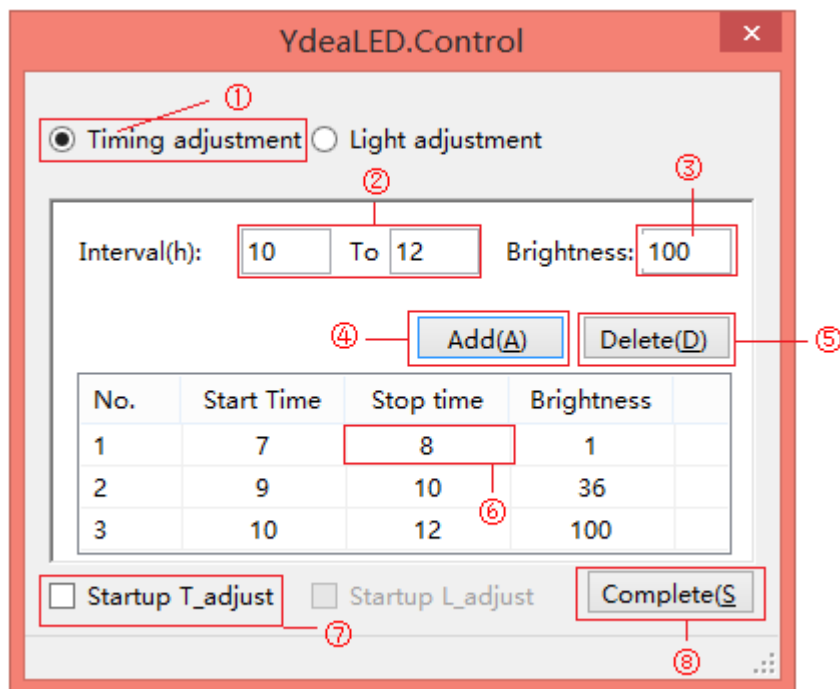 YdeaLED.Control
×
①
Timing adjustment Light adjustment
② ③
Interval(h): 10 To 12 Brightness: 100
④ Add(A) Delete(D) ⑤
No. Start Time Stop time Brightness
1 7 8 1
2 9 10 36
⑥
3 10 12 100
Startup T_adjust Startup L_adjust Complete(S
⑦ ⑧